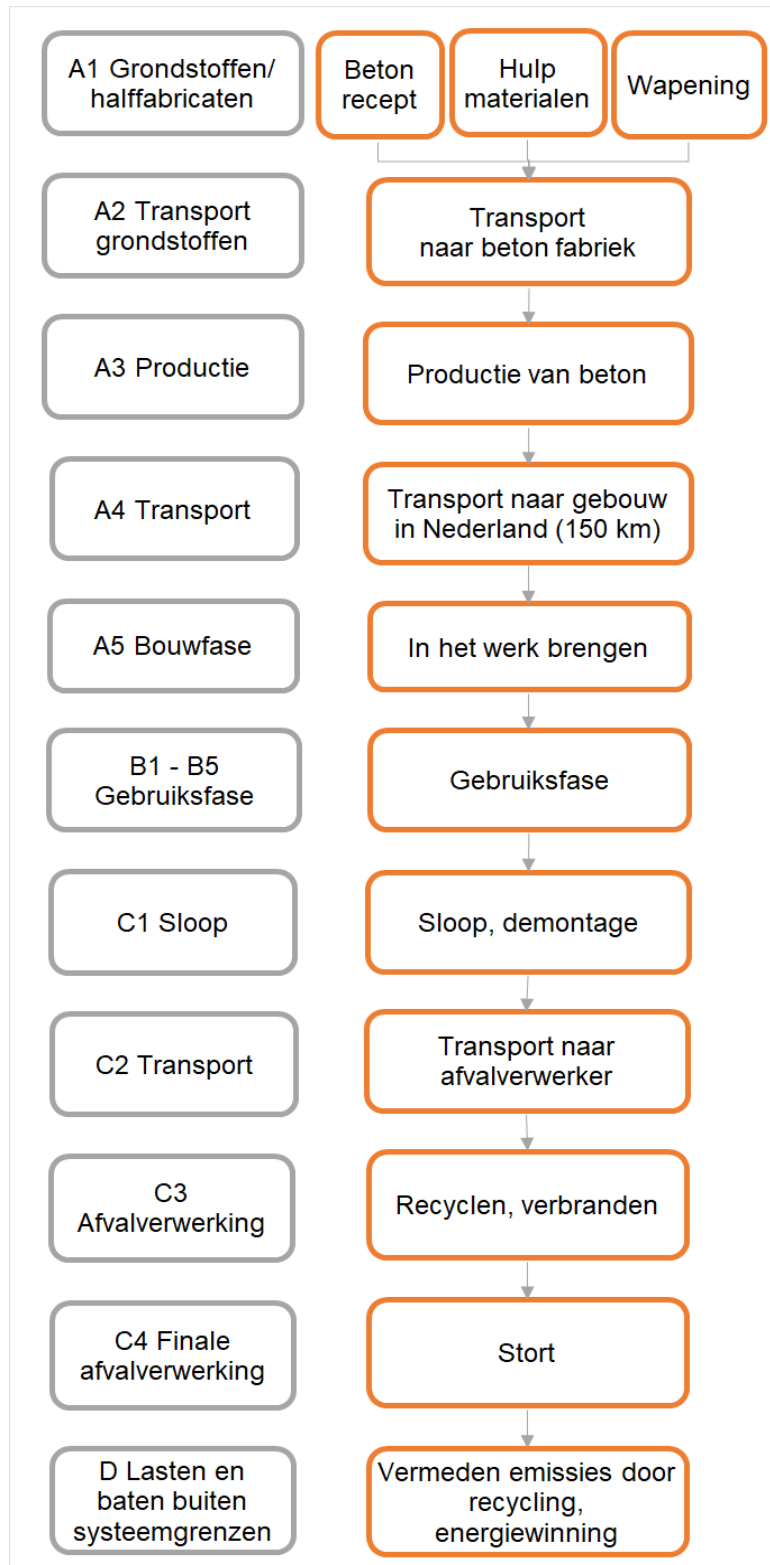 A1 Grondstoffen/
halffabricaten
Beton
recept
Hulp
materialen
Wapening
A2 Transport
grondstoffen
Transport
naar beton fabriek
A3 Productie
Productie van beton
A4 Transport
Transport naar gebouw
in Nederland (150 km)
A5 Bouwfase
In het werk brengen
B1 - B5
Gebruiksfase
Gebruiksfase
C1 Sloop
Sloop, demontage
C2 Transport
Transport naar
afvalverwerker
C3
Afvalverwerking
Recyclen, verbranden
C4 Finale
afvalverwerking
Stort
D Lasten en
baten buiten
systeemgrenzen
Vermeden emissies door
recycling,
energiewinning